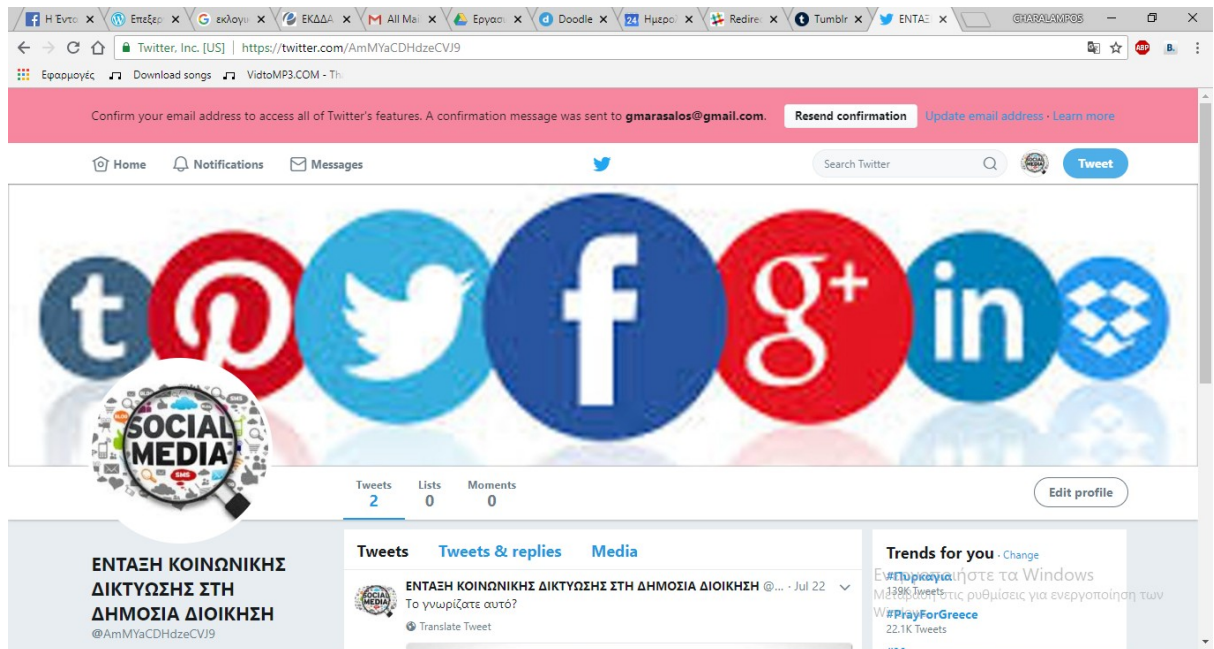 Η Έντο
Επεξερ
εκλογι
ΕΚΔΔΑ
All Mai
Εργασι
Doodle
Ημερολ
Redirec
Tumblr
ΕΝΤΑΞ
CHARALAMPOS
Twitter, Inc. [US] | https://twitter.com/AmMYaCDHdzeCVJ9
Εφαρμογές Download songs VidtoMP3.COM - Th
Confirm your email address to access all of Twitter's features. A confirmation message was sent to gmarasalos@gmail.com. Resend confirmation Update email address · Learn more
Home Notifications Messages Search Twitter Tweet
t f g+ in
SOCIAL
MEDIA
SMS
Tweets Lists Moments
2 0 0
Edit profile
ΕΝΤΑΞΗ ΚΟΙΝΩΝΙΚΗΣ
ΔΙΚΤΥΩΣΗΣ ΣΤΗ
ΔΗΜΟΣΙΑ ΔΙΟΙΚΗΣΗ
@AmMYaCDHdzeCVJ9
Tweets Tweets & replies Media
ΕΝΤΑΞΗ ΚΟΙΝΩΝΙΚΗΣ ΔΙΚΤΥΩΣΗΣ ΣΤΗ ΔΗΜΟΣΙΑ ΔΙΟΙΚΗΣΗ @... · Jul 22
Το γνωρίζατε αυτό?
Translate Tweet
Trends for you · Change
#Πυρκαγια
139K Tweets
#PrayForGreece
22.1K Tweets
τα Windows
στις ρυθμίσεις για ενεργοποίηση των